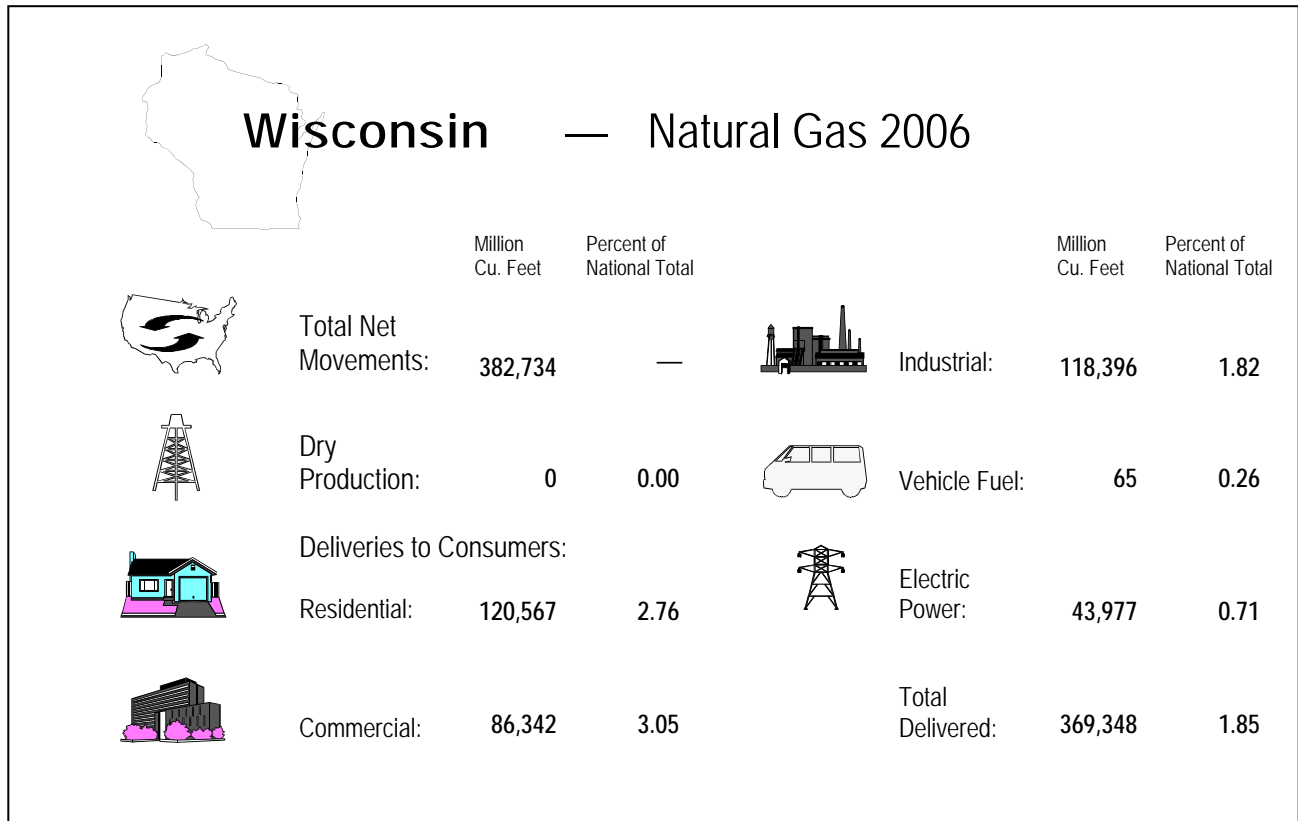 Wisconsin — Natural Gas 2006
Million Percent of Million Percent of
Cu. Feet National Total Cu. Feet National Total
Total Net
Movements: 382,734 — Industrial: 118,396 1.82
Dry
Production: 0 0.00 Vehicle Fuel: 65 0.26
Deliveries to Consumers:
Electric
Residential: 120,567 2.76 Power: 43,977 0.71
Total
Commercial: 86,342 3.05 Delivered: 369,348 1.85